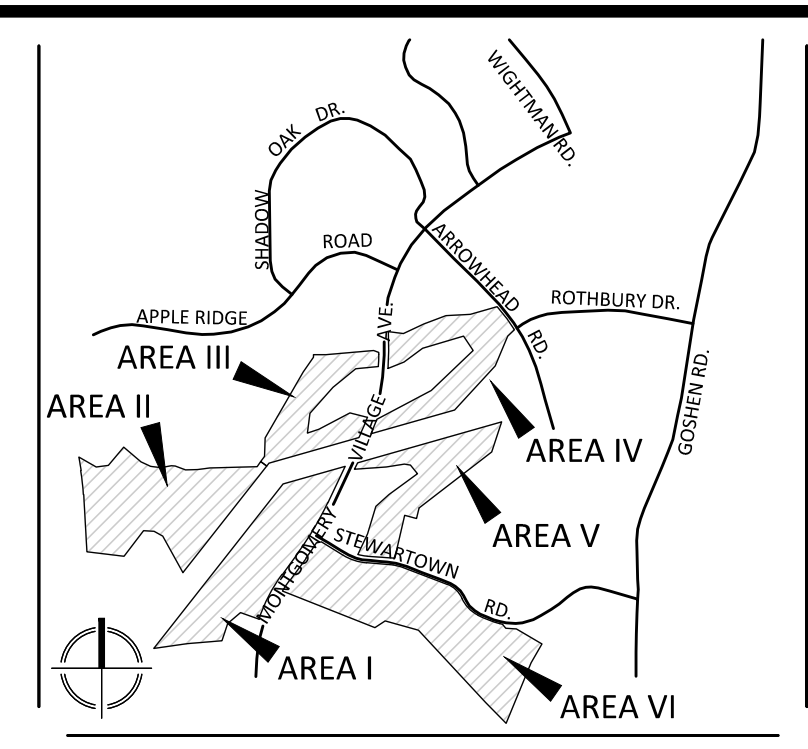 WIGHTMAN RD.
SHADOW OAK DR.
ARROWHEAD RD.
APPLE RIDGE ROAD
ROTHBURY DR.
GOSHEN RD.
MONTGOMERY VILLAGE AVE.
AREA III
AREA II
AREA IV
AREA V
STEWARTOWN RD.
AREA I
AREA VI